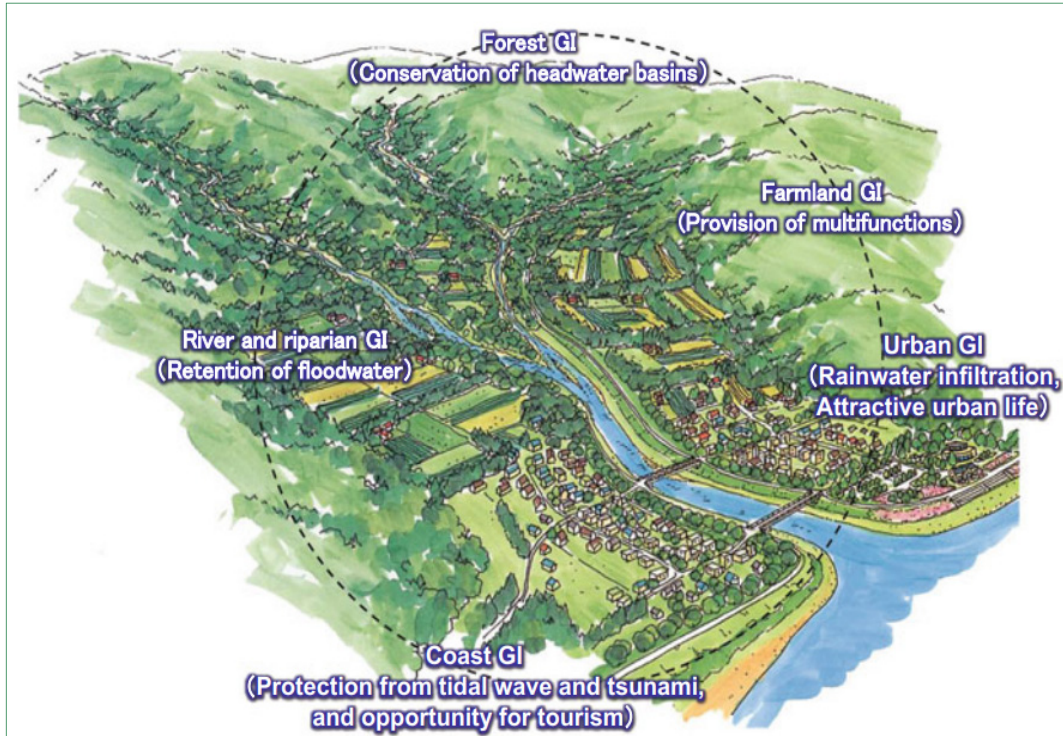 Forest GI
(Conservation of headwater basins)
Farmland GI
(Provision of multifunctions)
River and riparian GI
(Retention of floodwater)
Urban GI
(Rainwater infiltration,
Attractive urban life)
Coast GI
(Protection from tidal wave and tsunami,
and opportunity for tourism)